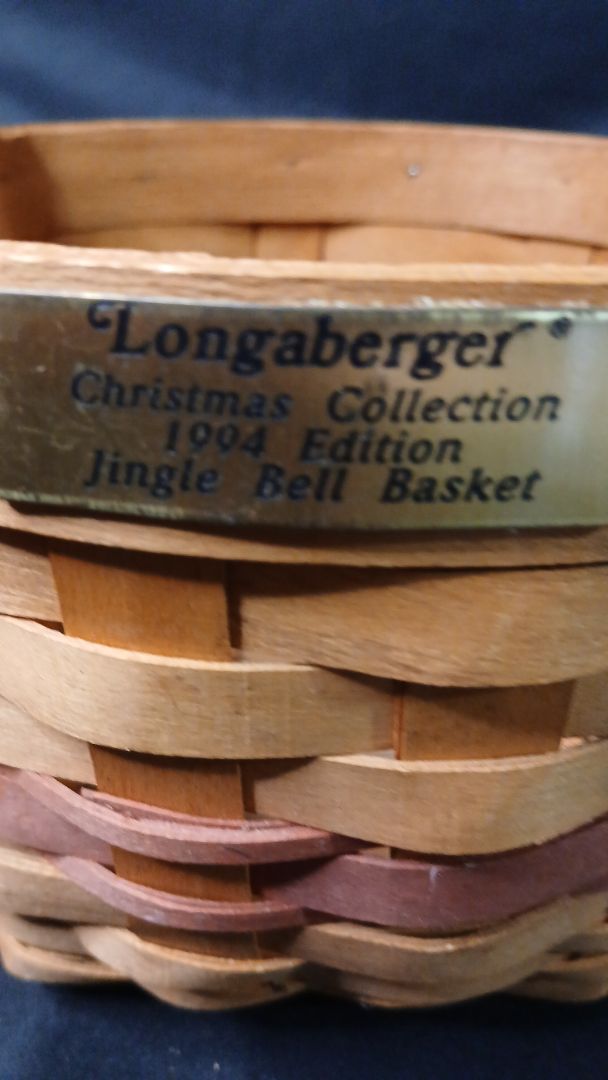 Longaberger®
Christmas Collection
1994 Edition
Jingle Bell Basket